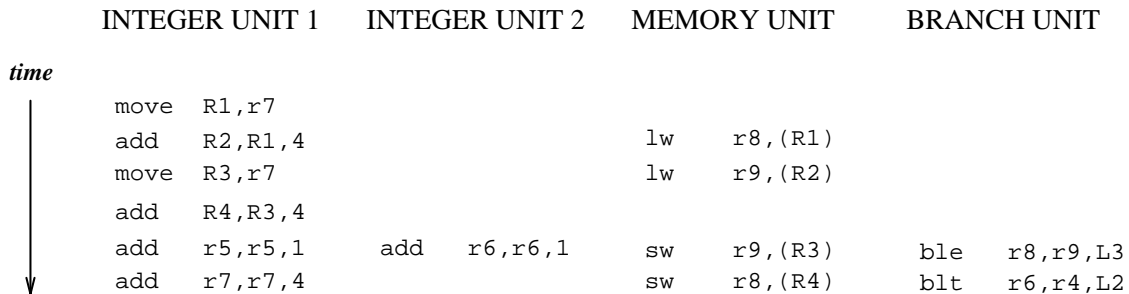 INTEGER UNIT 1 INTEGER UNIT 2 MEMORY UNIT BRANCH UNIT
time
move R1,r7
add R2,R1,4 lw r8,(R1)
move R3,r7 lw r9,(R2)
add R4,R3,4
add r5,r5,1 add r6,r6,1 sw r9,(R3) ble r8,r9,L3
add r7,r7,4 sw r8,(R4) blt r6,r4,L2